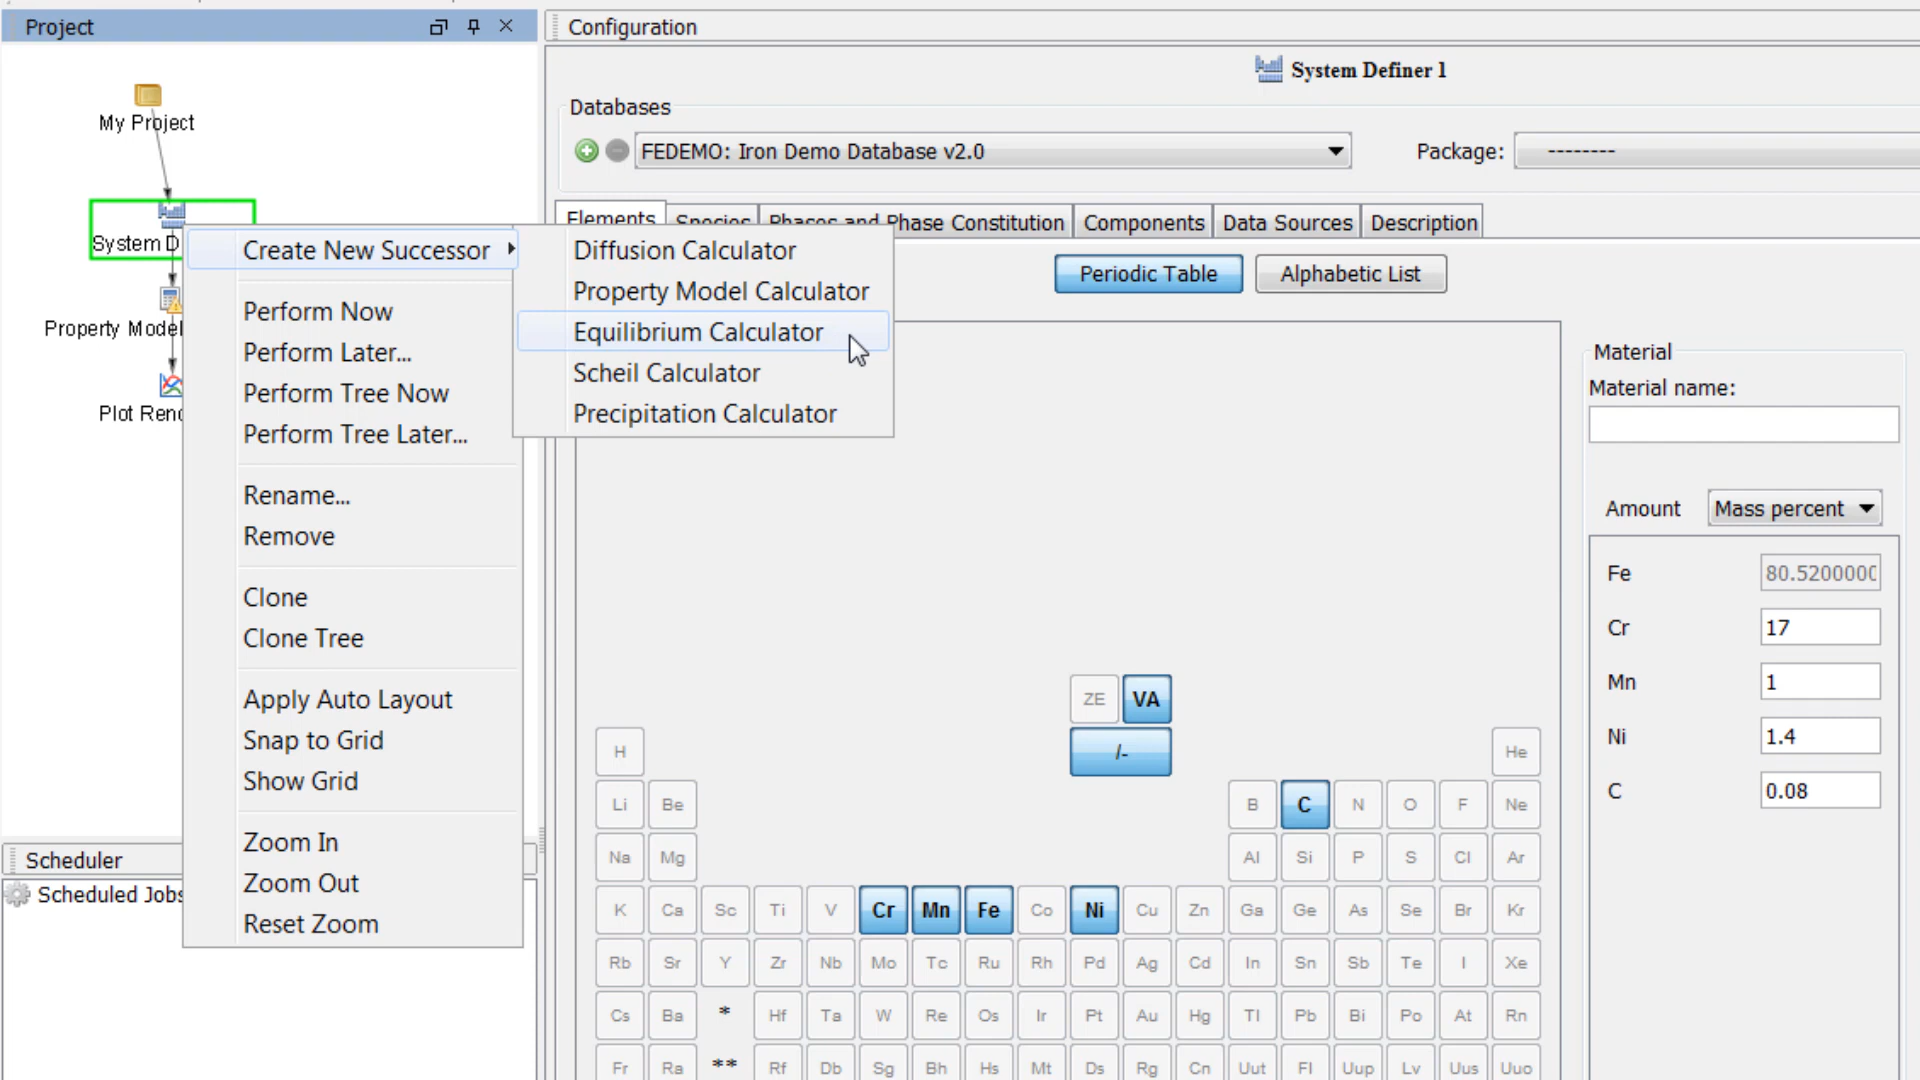 Project
My Project
System D
Property Model
Plot Rend
Create New Successor
Perform Now
Perform Later...
Perform Tree Now
Perform Tree Later...
Rename...
Remove
Clone
Clone Tree
Apply Auto Layout
Snap to Grid
Show Grid
Zoom In
Zoom Out
Reset Zoom
Diffusion Calculator
Property Model Calculator
Equilibrium Calculator
Scheil Calculator
Precipitation Calculator
Scheduler
Scheduled Jobs
Configuration
System Definer 1
Databases
FEDEMO: Iron Demo Database v2.0
Package: --------
Elements Species Phases and Phase Constitution Components Data Sources Description
Periodic Table Alphabetic List
Material
Material name:
Amount Mass percent
Fe 80.5200000
Cr 17
Mn 1
Ni 1.4
C 0.08
ZE VA
/-
H He
Li Be B C N O F Ne
Na Mg Al Si P S Cl Ar
K Ca Sc Ti V Cr Mn Fe Co Ni Cu Zn Ga Ge As Se Br Kr
Rb Sr Y Zr Nb Mo Tc Ru Rh Pd Ag Cd In Sn Sb Te I Xe
Cs Ba * Hf Ta W Re Os Ir Pt Au Hg Tl Pb Bi Po At Rn
Fr Ra ** Rf Db Sg Bh Hs Mt Ds Rg Cn Uut Fl Uup Lv Uus Uuo